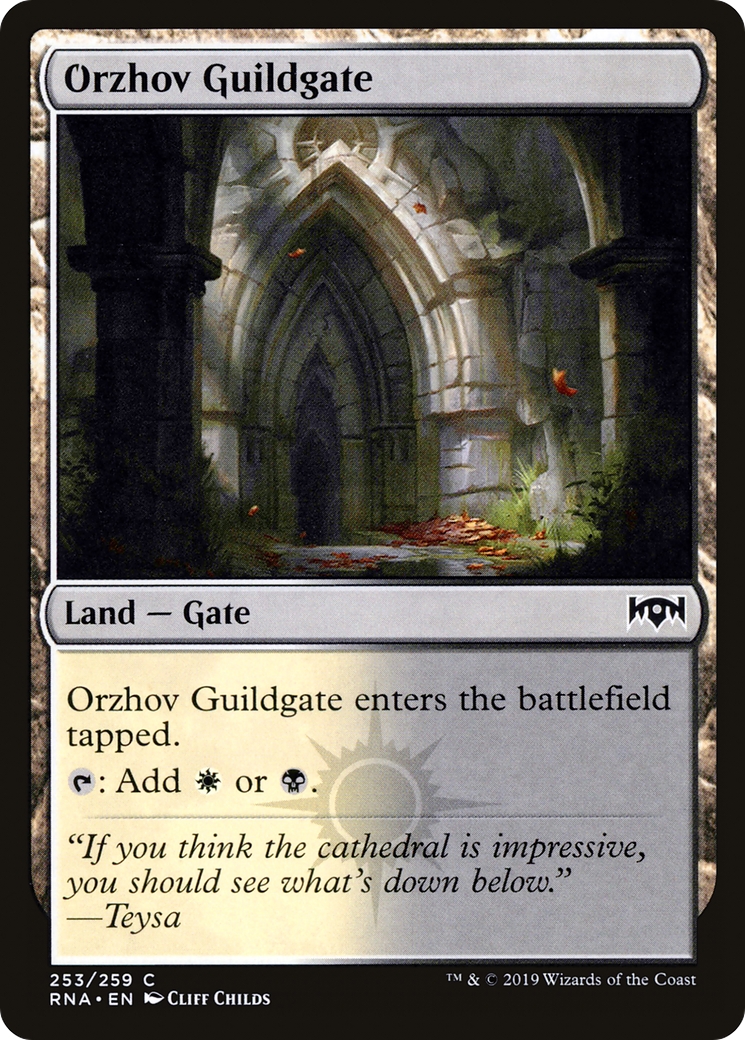 Orzhov Guildgate
Land — Gate
Orzhov Guildgate enters the battlefield
tapped.
: Add or .
“If you think the cathedral is impressive,
you should see what’s down below.”
—Teysa
253/259 C
RNA • EN CLIFF CHILDS
™ & © 2019 Wizards of the Coast